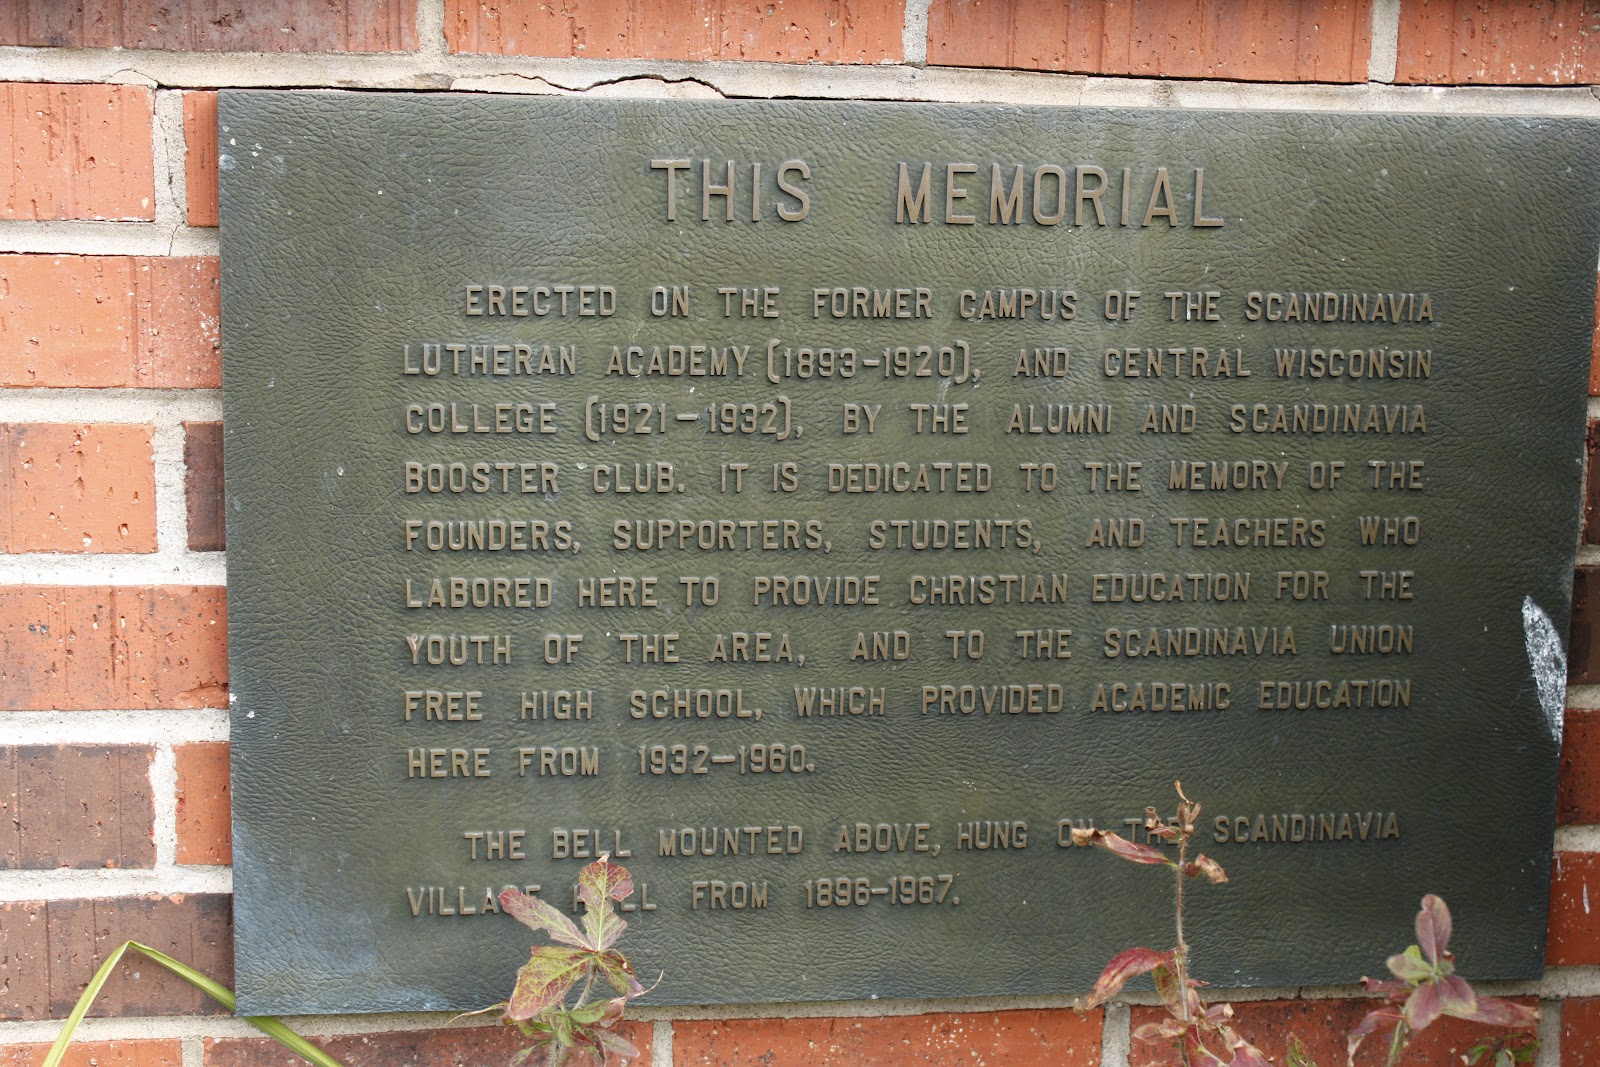 THIS MEMORIAL
ERECTED ON THE FORMER CAMPUS OF THE SCANDINAVIA
LUTHERAN ACADEMY (1893-1920), AND CENTRAL WISCONSIN
COLLEGE (1921-1932), BY THE ALUMNI AND SCANDINAVIA
BOOSTER CLUB. IT IS DEDICATED TO THE MEMORY OF THE
FOUNDERS, SUPPORTERS, STUDENTS, AND TEACHERS WHO
LABORED HERE TO PROVIDE CHRISTIAN EDUCATION FOR THE
YOUTH OF THE AREA, AND TO THE SCANDINAVIA UNION
FREE HIGH SCHOOL, WHICH PROVIDED ACADEMIC EDUCATION
HERE FROM 1932-1960.
THE BELL MOUNTED ABOVE, HUNG ON THE SCANDINAVIA
VILLAGE HALL FROM 1896-1967.